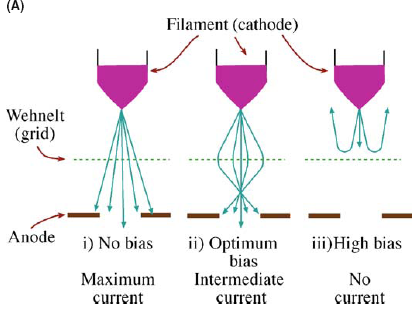 (A)
Filament (cathode)
Wehnelt
(grid)
Anode
i) No bias
Maximum
current
ii) Optimum
bias
Intermediate
current
iii)High bias
No
current